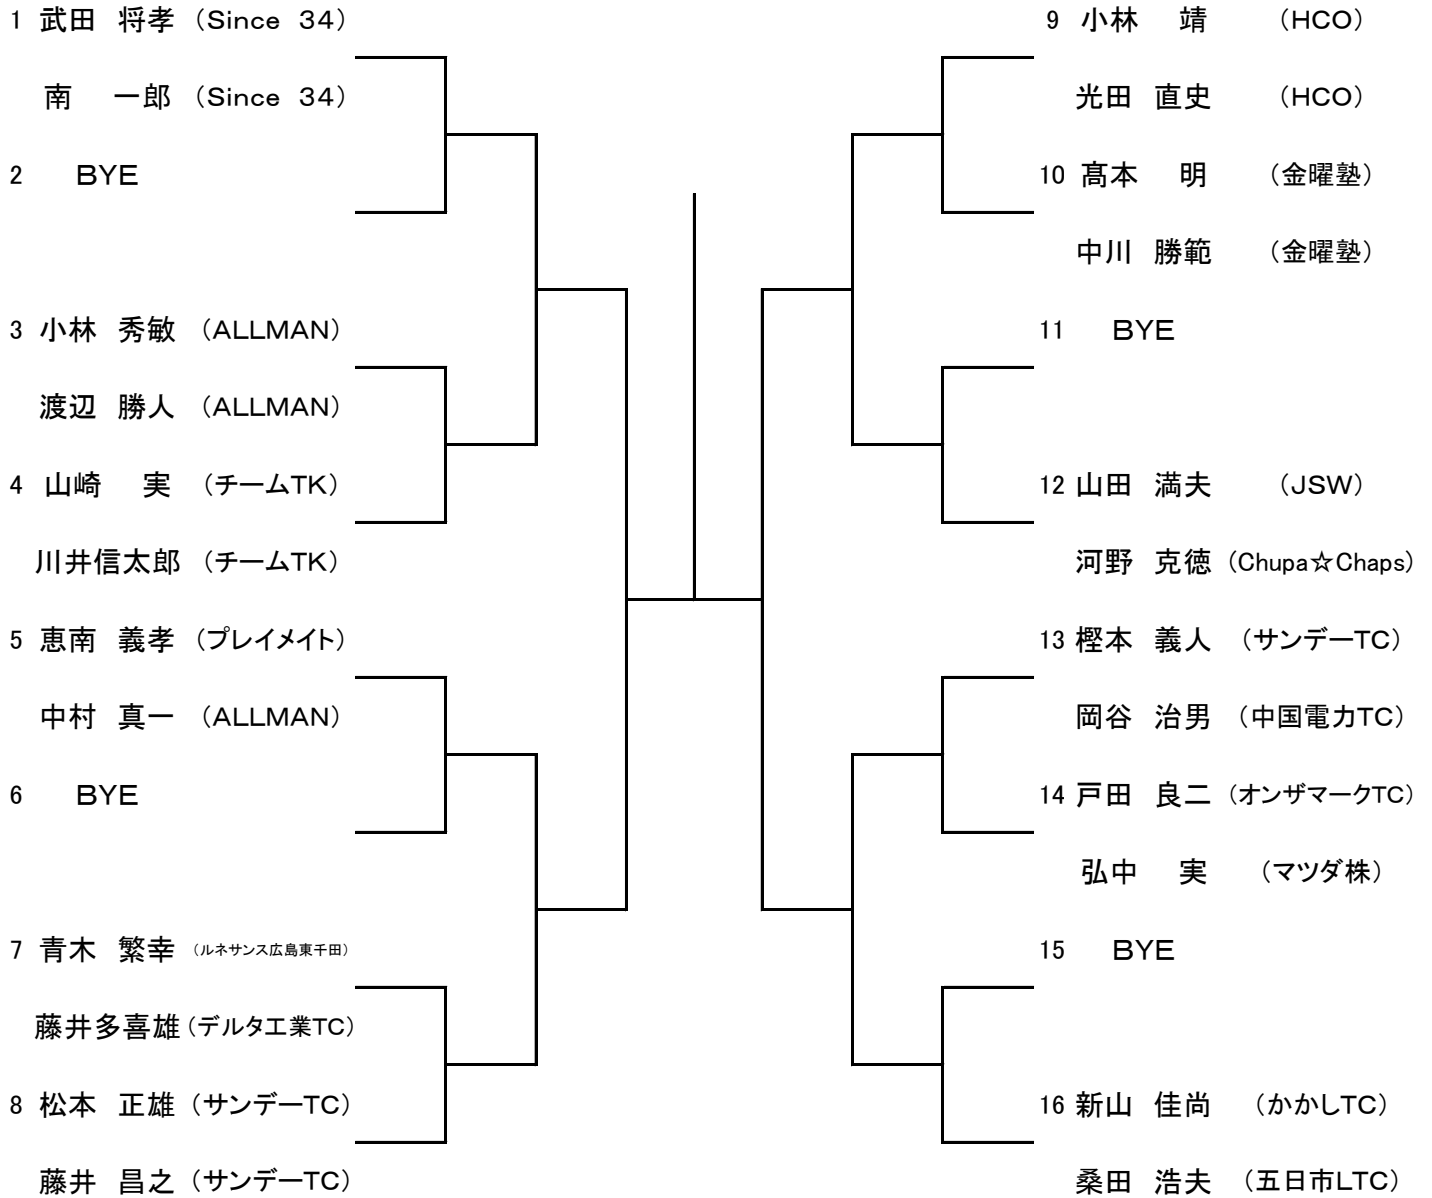 1 武田 将孝 （Since 34）
南 一郎 （Since 34）
2 BYE
3 小林 秀敏 （ALLMAN）
渡辺 勝人 （ALLMAN）
4 山崎 実 （チームTK）
川井信太郎 （チームTK）
5 恵南 義孝 （プレイメイト）
中村 真一 （ALLMAN）
6 BYE
7 青木 繁幸 （ルネサンス広島東千田）
藤井多喜雄 （デルタ工業TC）
8 松本 正雄 （サンデーTC）
藤井 昌之 （サンデーTC）
9 小林 靖 （HCO）
光田 直史 （HCO）
10 髙本 明 （金曜塾）
中川 勝範 （金曜塾）
11 BYE
12 山田 満夫 （JSW）
河野 克徳 （Chupa☆Chaps）
13 樫本 義人 （サンデーTC）
岡谷 治男 （中国電力TC）
14 戸田 良二 （オンザマークTC）
弘中 実 （マツダ株）
15 BYE
16 新山 佳尚 （かかしTC）
桑田 浩夫 （五日市LTC）